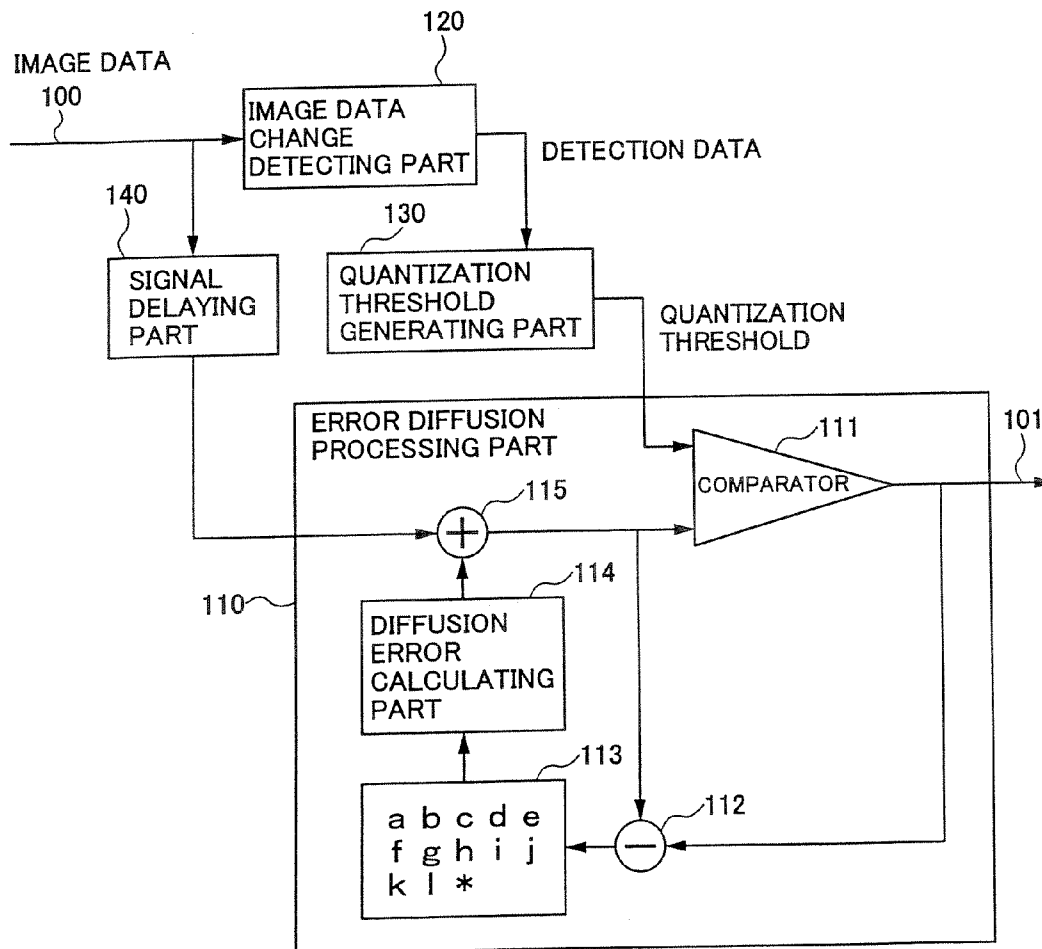 120
IMAGE DATA
100
IMAGE DATA
CHANGE
DETECTING PART
DETECTION DATA
140
130
SIGNAL
DELAYING
PART
QUANTIZATION
THRESHOLD
GENERATING PART
QUANTIZATION
THRESHOLD
ERROR DIFFUSION
PROCESSING PART
111
101
COMPARATOR
115
+
114
110
DIFFUSION
ERROR
CALCULATING
PART
113
112
a b c d e
f g h i j
k l *
−